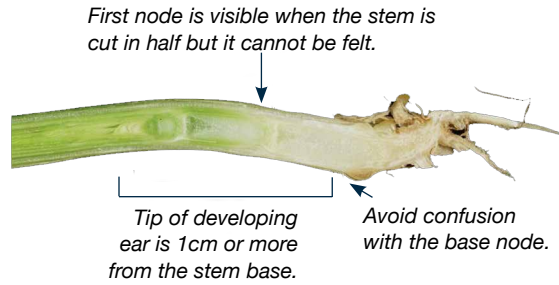 First node is visible when the stem is
cut in half but it cannot be felt.
Tip of developing
ear is 1cm or more
from the stem base.
Avoid confusion
with the base node.